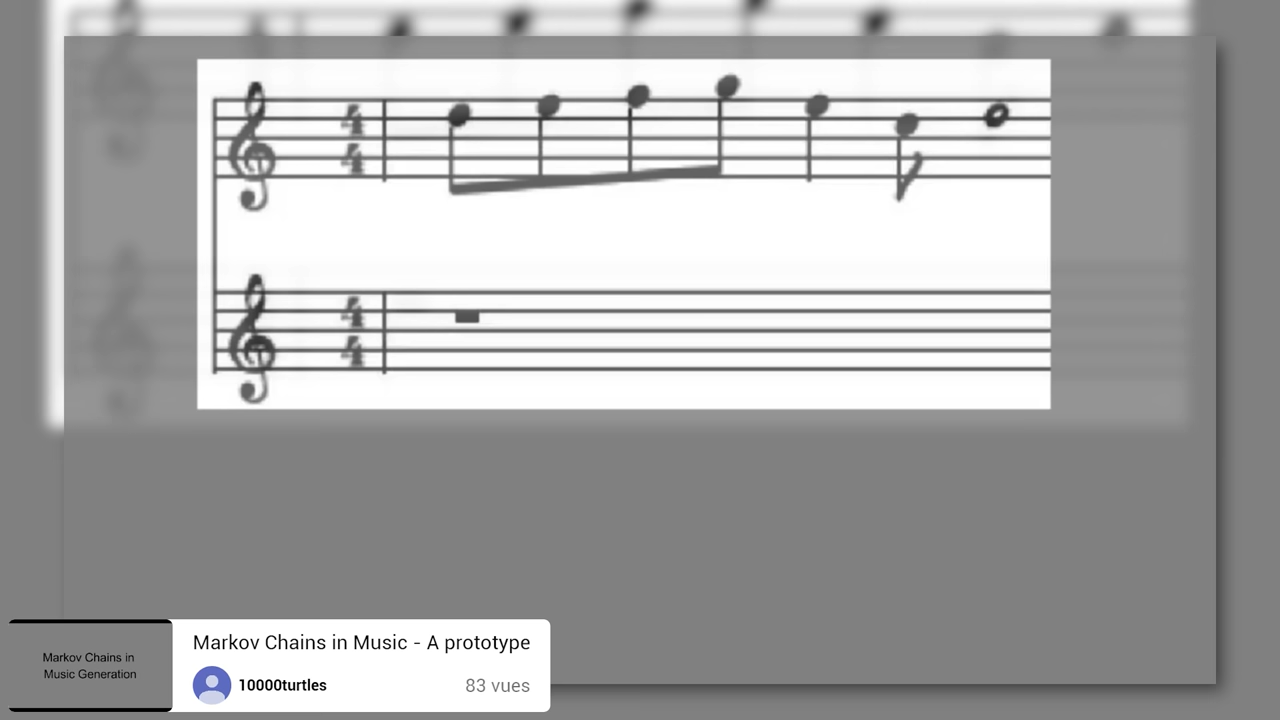 4 4
4 4
Markov Chains in
Music Generation
Markov Chains in Music - A prototype
10000turtles
83 vues